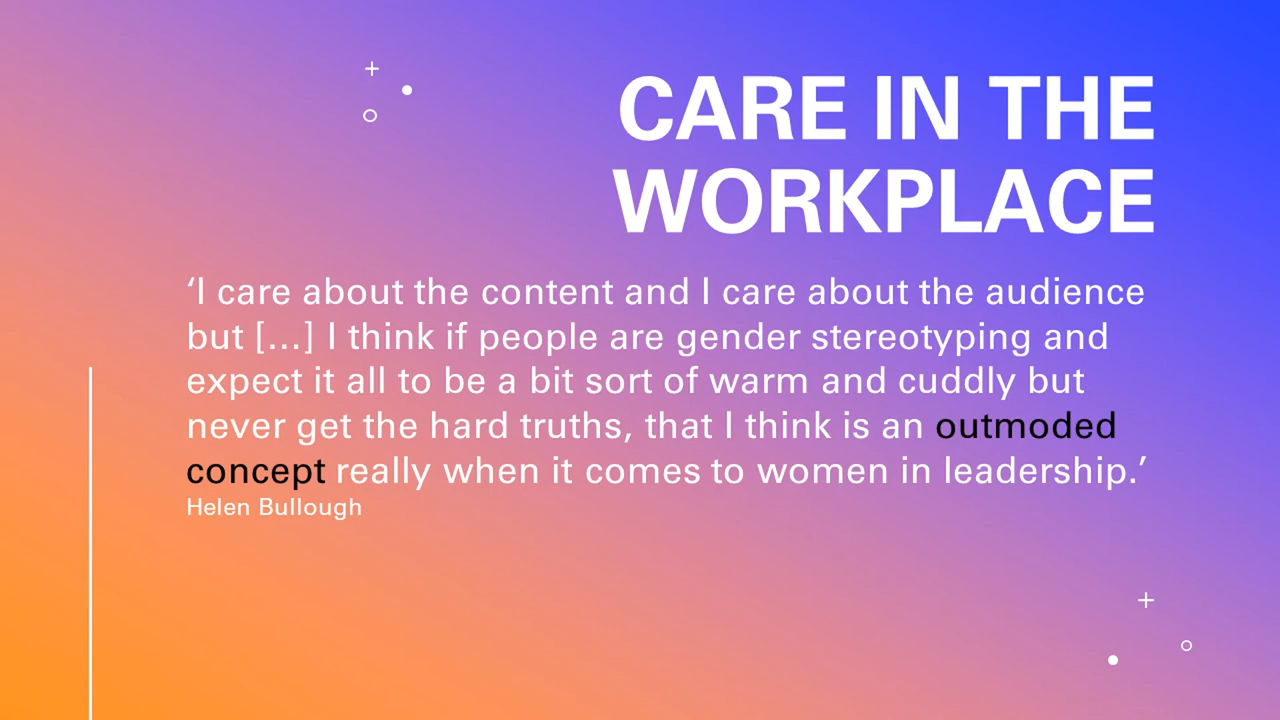 CARE IN THE
WORKPLACE
‘I care about the content and I care about the audience
but [...] I think if people are gender stereotyping and
expect it all to be a bit sort of warm and cuddly but
never get the hard truths, that I think is an outmoded
concept really when it comes to women in leadership.’
Helen Bullough